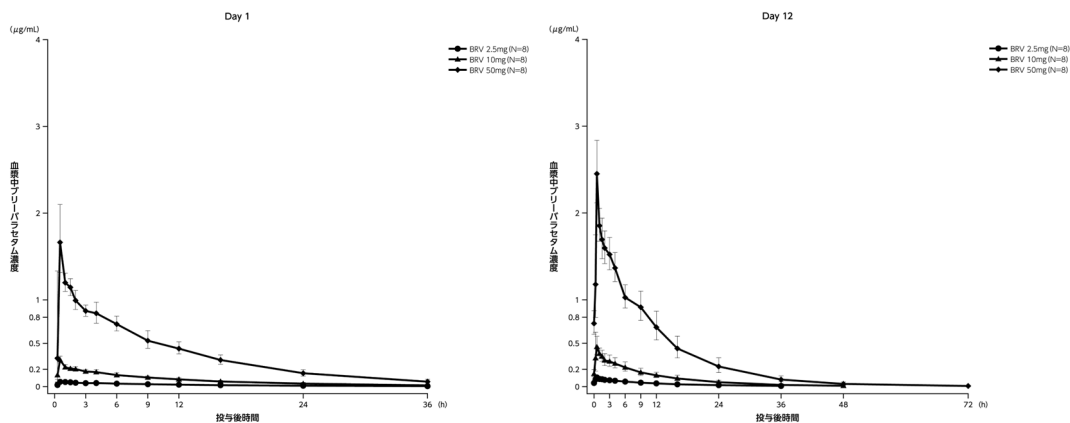 Day 1
(μg/mL)
4
3
2
1
0.8
0.5
0.2
0
血漿中ブリーバラセタム濃度
BRV 2.5mg (N=8)
BRV 10mg (N=8)
BRV 50mg (N=8)
0 3 6 9 12 24 36 (h)
投与後時間
Day 12
(μg/mL)
4
3
2
1
0.8
0.5
0.2
0
血漿中ブリーバラセタム濃度
BRV 2.5mg (N=8)
BRV 10mg (N=8)
BRV 50mg (N=8)
0 3 6 9 12 24 36 48 72 (h)
投与後時間